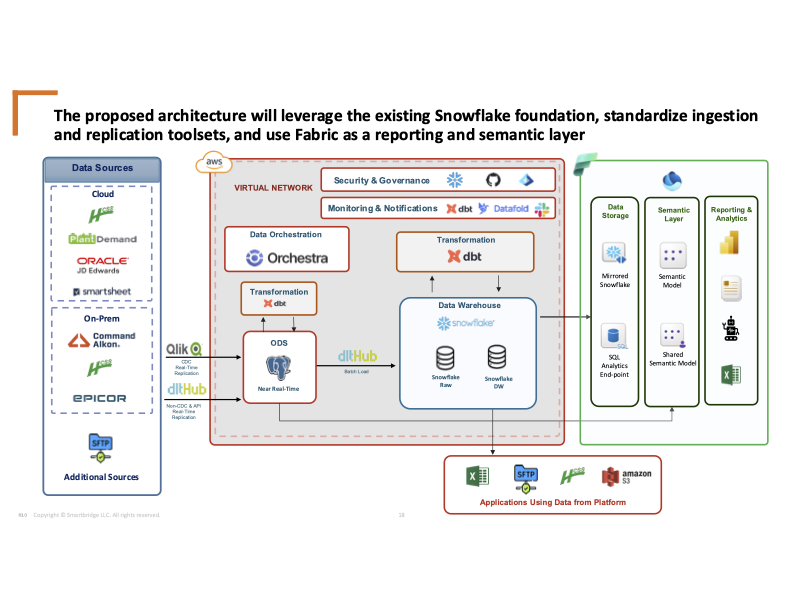 The proposed architecture will leverage the existing Snowflake foundation, standardize ingestion
and replication toolsets, and use Fabric as a reporting and semantic layer
Data Sources
Cloud
HCSS
PlantDemand
ORACLE
JD Edwards
smartsheet
On-Prem
Command
Alkon.
HCSS
EPICOR
SFTP
Additional Sources
Qlik
CDC
Real-Time
Replication
dltHub
Non-CDC & API
Real-Time
Replication
aws
VIRTUAL NETWORK
Security & Governance
Monitoring & Notifications
dbt
Datafold
Data Orchestration
Orchestra
Transformation
dbt
Transformation
dbt
ODS
Near Real-Time
dltHub
Batch Load
Data Warehouse
snowflake
Snowflake
Raw
Snowflake
DW
Data
Storage
Mirrored
Snowflake
SQL
SQL
Analytics
End-point
Semantic
Layer
Semantic
Model
Shared
Semantic Model
Reporting &
Analytics
SFTP
HCSS
amazon
S3
Applications Using Data from Platform
Copyright © Smartbridge LLC. All rights reserved.
18